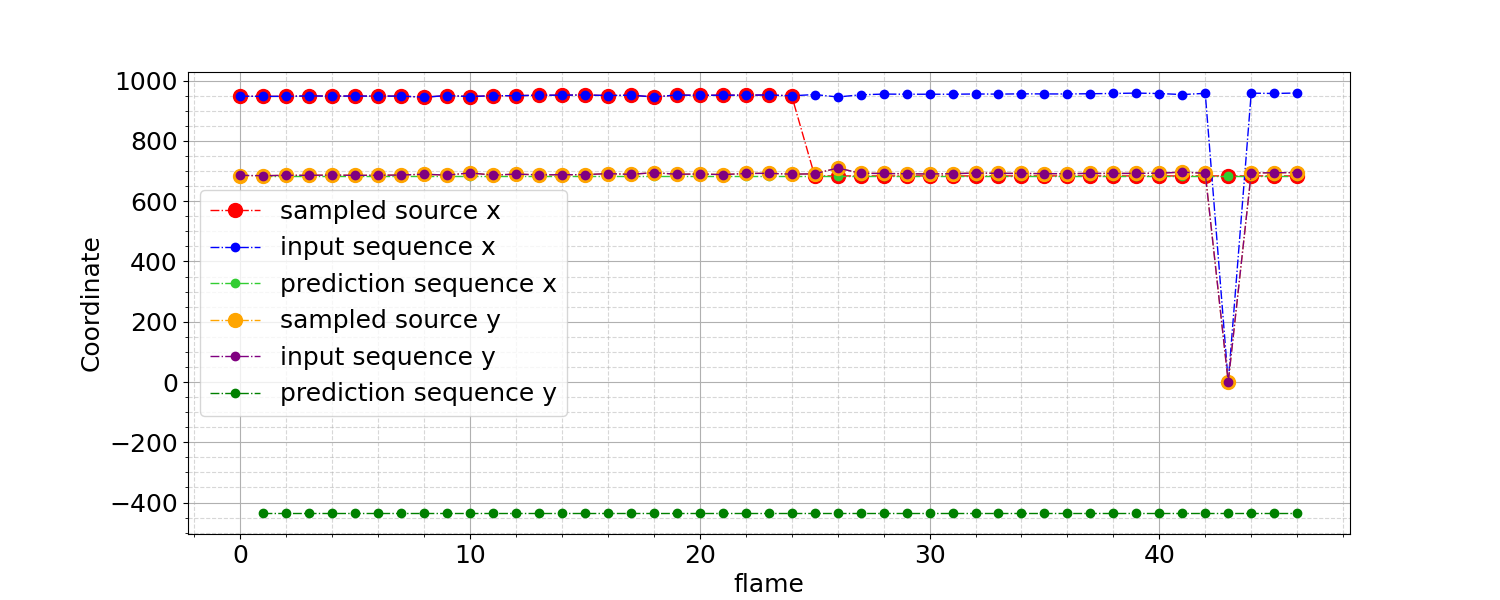 1000
800
600
400
200
0
−200
−400
Coordinate
sampled source x
input sequence x
prediction sequence x
sampled source y
input sequence y
prediction sequence y
0 10 20 30 40
flame